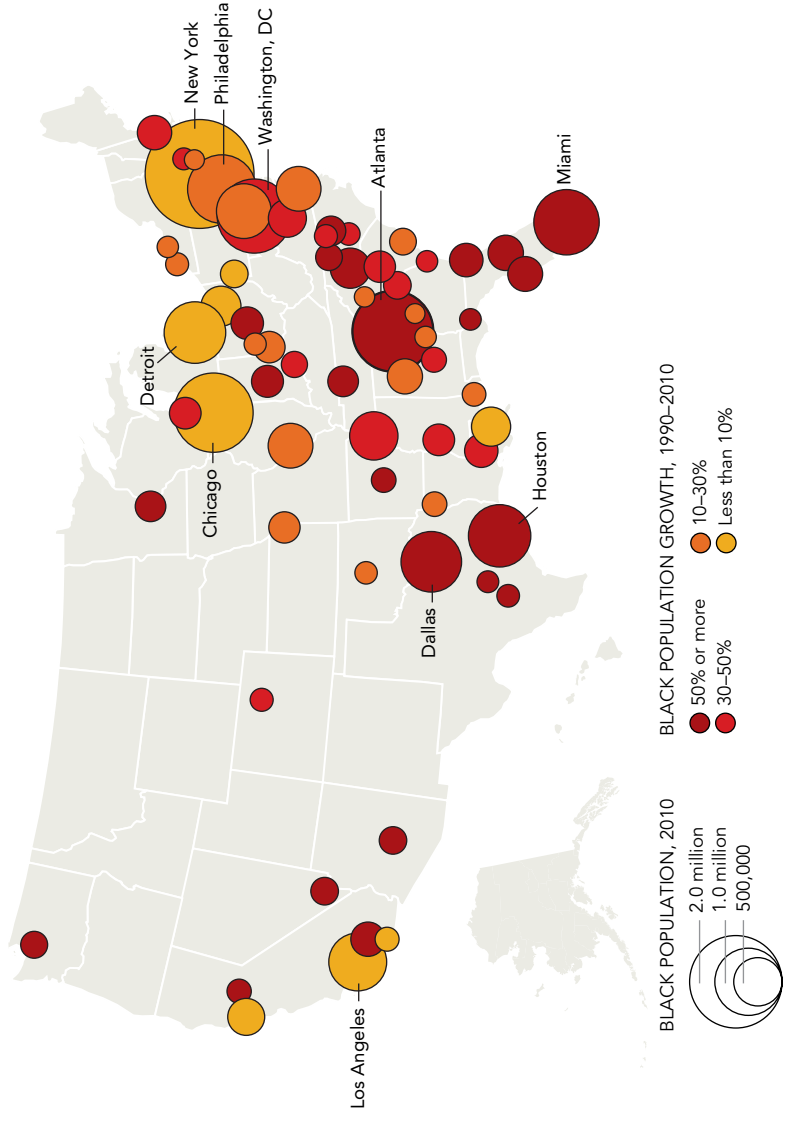 New York
Philadelphia
Washington, DC
Detroit
Chicago
Atlanta
Miami
Houston
Dallas
Los Angeles
BLACK POPULATION, 2010
2.0 million
1.0 million
500,000
BLACK POPULATION GROWTH, 1990–2010
50% or more
30–50%
10–30%
Less than 10%